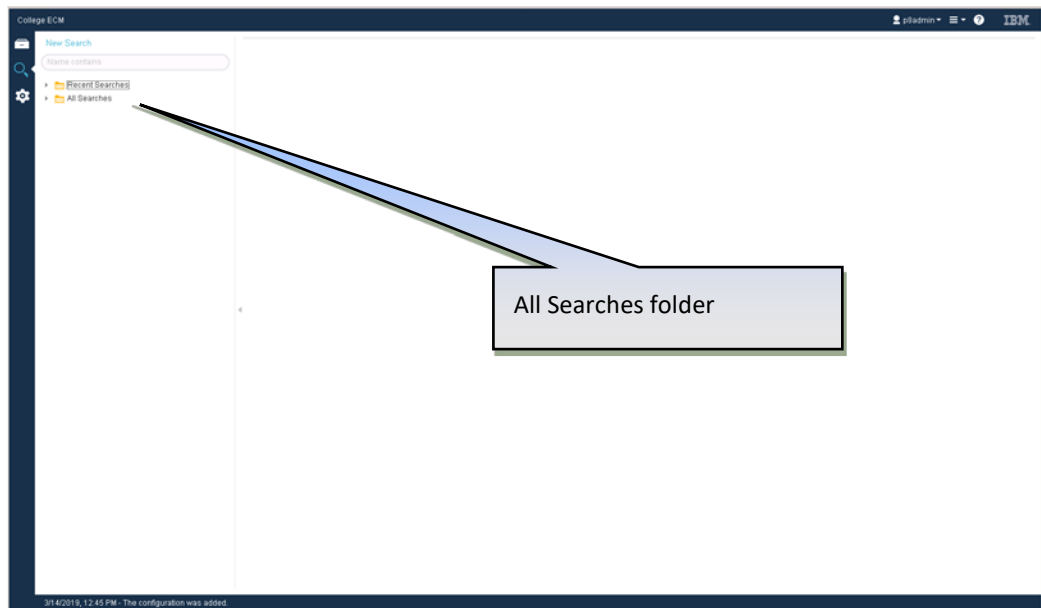 College ECM
p8admin
IBM
New Search
Name contains
Recent Searches
All Searches
All Searches folder
3/14/2019, 12:45 PM - The configuration was added.